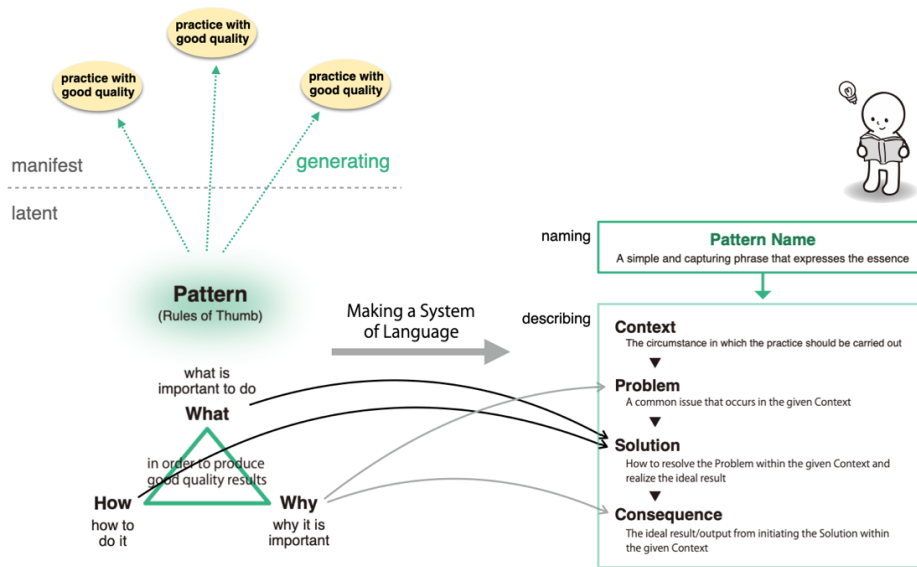 practice with
good quality
practice with
good quality
practice with
good quality
manifest
generating
latent
Pattern
(Rules of Thumb)
Making a System
of Language
what is
important to do
What
in order to produce
good quality results
How
how to
do it
Why
why it is
important
naming
Pattern Name
A simple and capturing phrase that expresses the essence
describing
Context
The circumstance in which the practice should be carried out
Problem
A common issue that occurs in the given Context
Solution
How to resolve the Problem within the given Context and
realize the ideal result
Consequence
The ideal result/output from initiating the Solution within
the given Context